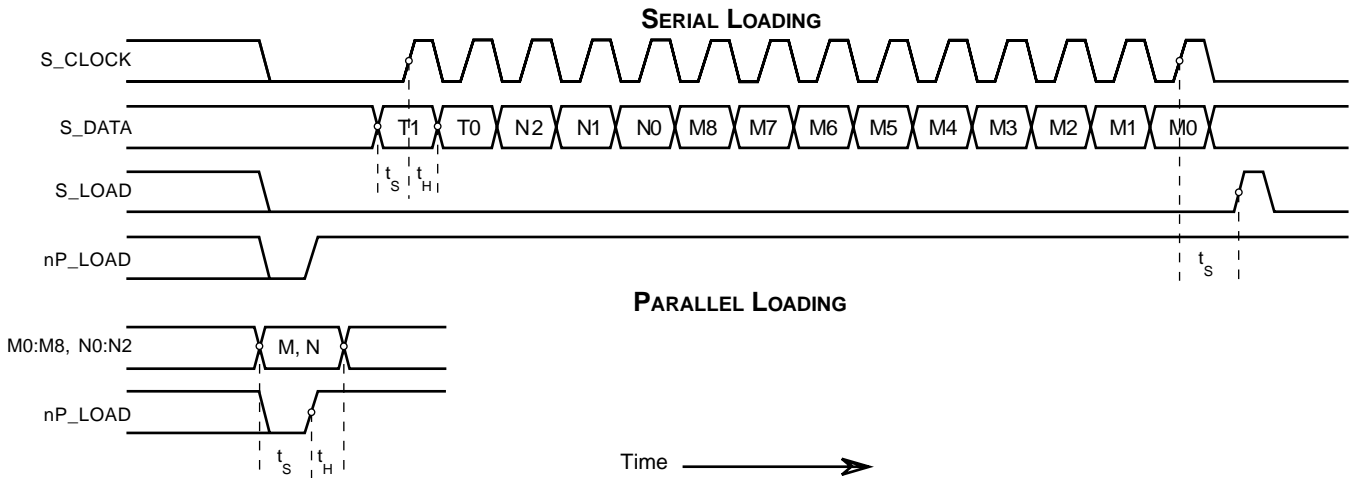 SERIAL LOADING
S_CLOCK
S_DATA T1 T0 N2 N1 N0 M8 M7 M6 M5 M4 M3 M2 M1 M0
tS tH
S_LOAD
nP_LOAD
tS
PARALLEL LOADING
M0:M8, N0:N2 M, N
nP_LOAD
tS tH
Time